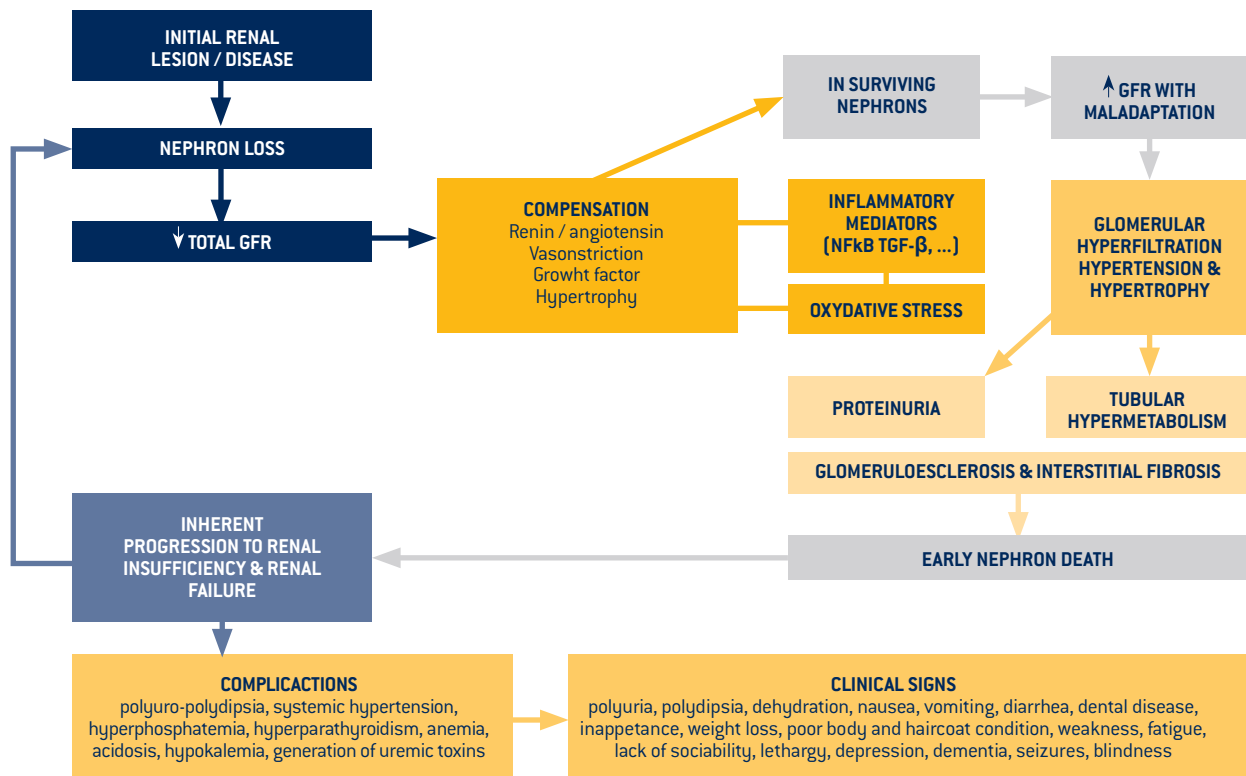 INITIAL RENAL
LESION / DISEASE
NEPHRON LOSS
↓ TOTAL GFR
COMPENSATION
Renin / angiotensin
Vasonstriction
Growht factor
Hypertrophy
IN SURVIVING
NEPHRONS
↑ GFR WITH
MALADAPTATION
INFLAMMATORY
MEDIATORS
(NFkB TGF-β, ...)
OXYDATIVE STRESS
GLOMERULAR
HYPERFILTRATION
HYPERTENSION &
HYPERTROPHY
PROTEINURIA
TUBULAR
HYPERMETABOLISM
GLOMERULOESCLEROSIS & INTERSTITIAL FIBROSIS
EARLY NEPHRON DEATH
INHERENT
PROGRESSION TO RENAL
INSUFFICIENCY & RENAL
FAILURE
COMPLICACTIONS
polyuro-polydipsia, systemic hypertension,
hyperphosphatemia, hyperparathyroidism, anemia,
acidosis, hypokalemia, generation of uremic toxins
CLINICAL SIGNS
polyuria, polydipsia, dehydration, nausea, vomiting, diarrhea, dental disease,
inappetance, weight loss, poor body and haircoat condition, weakness, fatigue,
lack of sociability, lethargy, depression, dementia, seizures, blindness